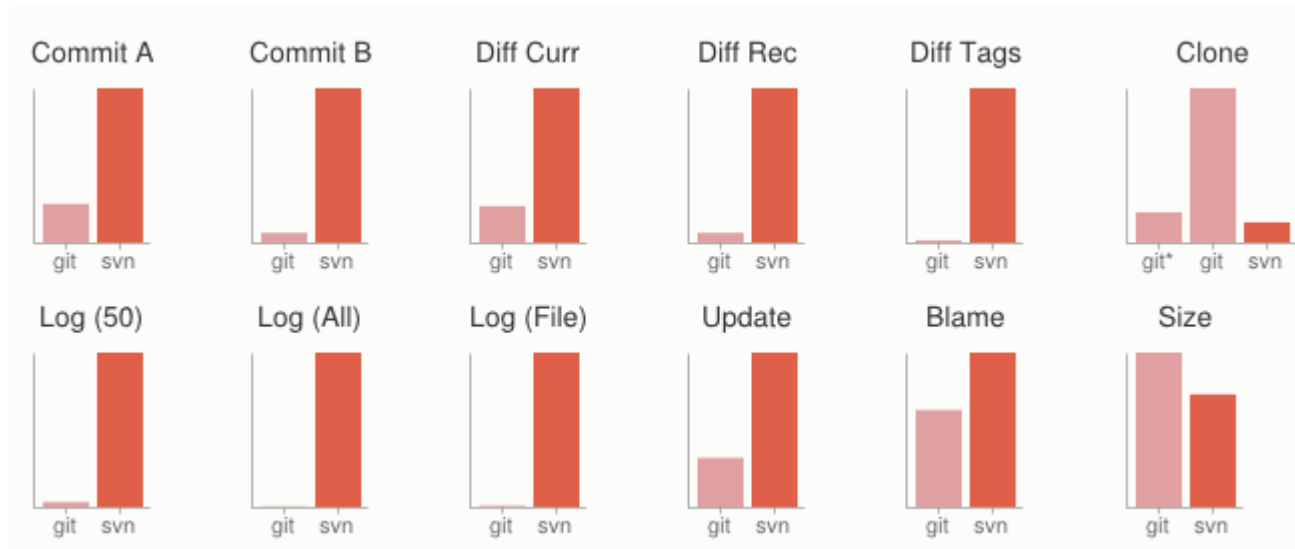 Commit A Commit B Diff Curr Diff Rec Diff Tags Clone
git svn git svn git svn git svn git svn git* git svn
Log (50) Log (All) Log (File) Update Blame Size
git svn git svn git svn git svn git svn git svn